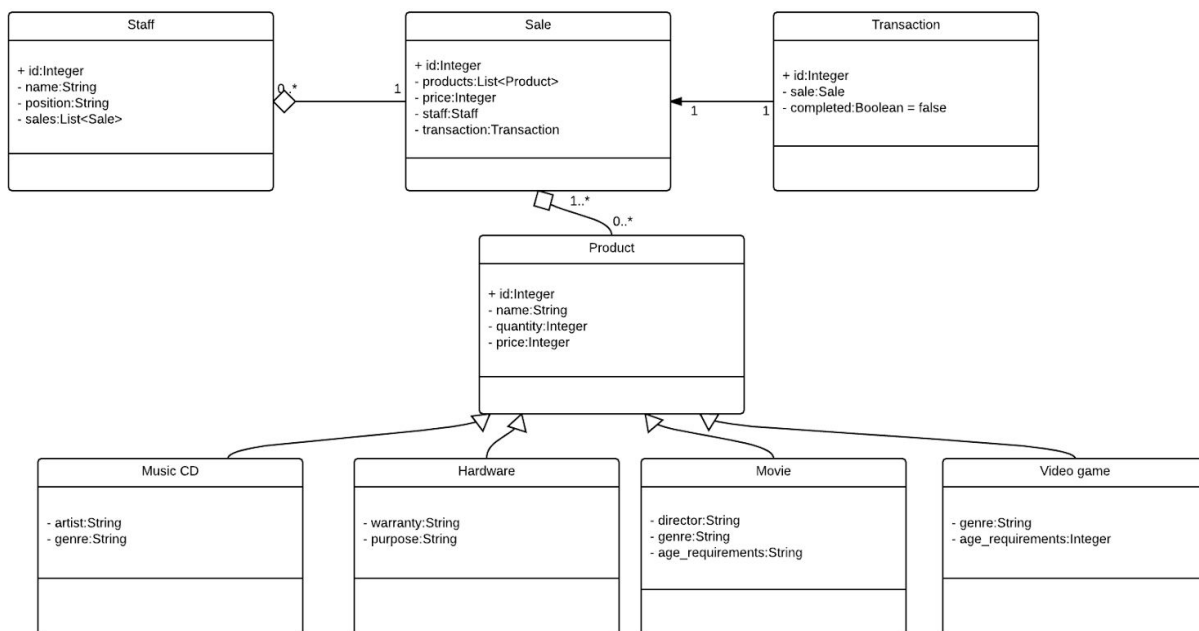 Staff
+ id:Integer
- name:String
- position:String
- sales:List<Sale>
0..*
1
Sale
+ id:Integer
- products:List<Product>
- price:Integer
- staff:Staff
- transaction:Transaction
1
1
Transaction
+ id:Integer
- sale:Sale
- completed:Boolean = false
1..*
0..*
Product
+ id:Integer
- name:String
- quantity:Integer
- price:Integer
Music CD
- artist:String
- genre:String
Hardware
- warranty:String
- purpose:String
Movie
- director:String
- genre:String
- age_requirements:String
Video game
- genre:String
- age_requirements:Integer